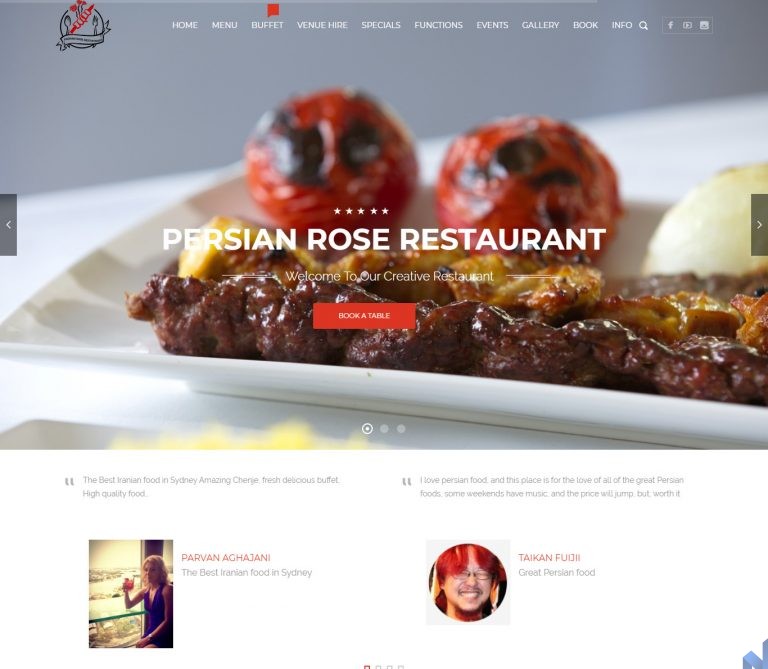 HOME MENU BUFFET VENUE HIRE SPECIALS FUNCTIONS EVENTS GALLERY BOOK INFO
PERSIAN ROSE RESTAURANT
Welcome To Our Creative Restaurant
BOOK A TABLE
The Best Iranian food in Sydney Amazing Chenje, fresh delicious buffet.
High quality food...
I love persian food, and this place is for the love of all of the great Persian
foods, some weekends have music, and the price will jump, but, worth it.
PARVAN AGHAJANI
The Best Iranian food in Sydney
TAIKAN FUIJII
Great Persian food